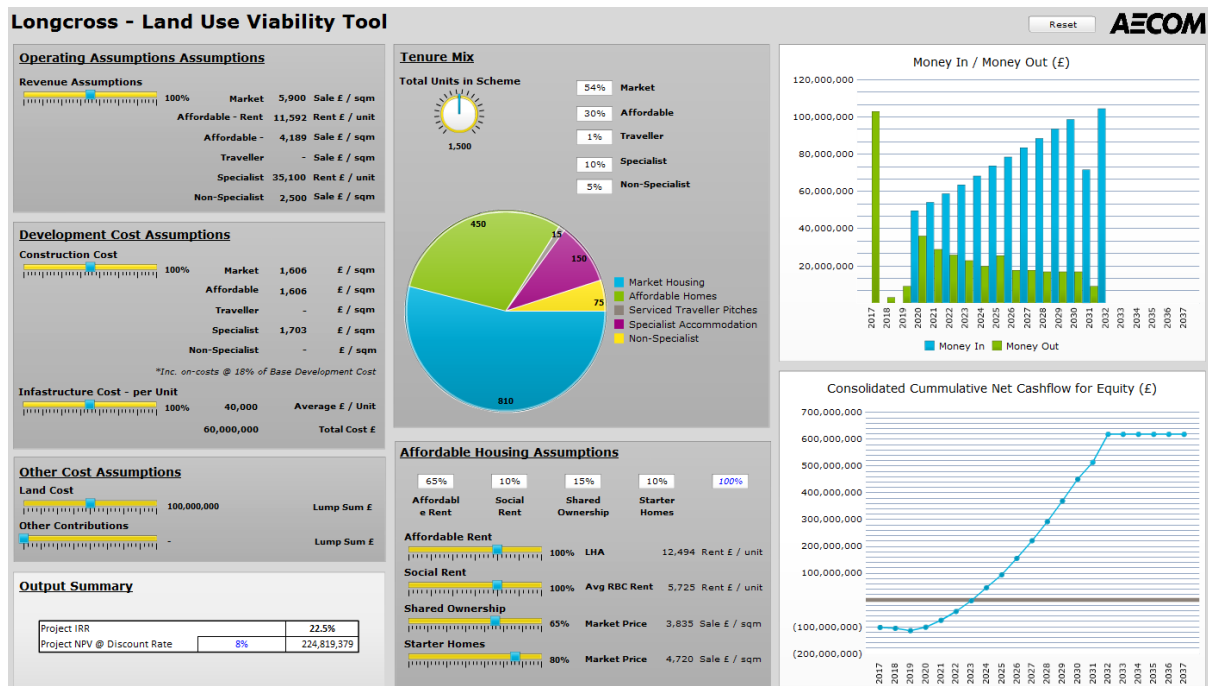 Longcross - Land Use Viability Tool
Reset
AECOM
Operating Assumptions Assumptions
Revenue Assumptions
100%
Market 5,900 Sale £ / sqm
Affordable - Rent 11,592 Rent £ / unit
Affordable - 4,189 Sale £ / sqm
Traveller - Sale £ / sqm
Specialist 35,100 Rent £ / unit
Non-Specialist 2,500 Sale £ / sqm
Development Cost Assumptions
Construction Cost
100%
Market 1,606 £ / sqm
Affordable 1,606 £ / sqm
Traveller - £ / sqm
Specialist 1,703 £ / sqm
Non-Specialist - £ / sqm
*Inc. on-costs @ 18% of Base Development Cost
Infastructure Cost - per Unit
100% 40,000 Average £ / Unit
60,000,000 Total Cost £
Other Cost Assumptions
Land Cost
100,000,000 Lump Sum £
Other Contributions
- Lump Sum £
Output Summary
Project IRR 22.5%
Project NPV @ Discount Rate 8% 224,819,379
Tenure Mix
Total Units in Scheme
1,500
54% Market
30% Affordable
1% Traveller
10% Specialist
5% Non-Specialist
450
15
150
75
810
Market Housing
Affordable Homes
Serviced Traveller Pitches
Specialist Accommodation
Non-Specialist
Affordable Housing Assumptions
65% 10% 15% 10% 100%
Affordabl Social Shared Starter
e Rent Rent Ownership Homes
Affordable Rent
100% LHA 12,494 Rent £ / unit
Social Rent
100% Avg RBC Rent 5,725 Rent £ / unit
Shared Ownership
65% Market Price 3,835 Sale £ / sqm
Starter Homes
80% Market Price 4,720 Sale £ / sqm
Money In / Money Out (£)
120,000,000
100,000,000
80,000,000
60,000,000
40,000,000
20,000,000
2017 2018 2019 2020 2021 2022 2023 2024 2025 2026 2027 2028 2029 2030 2031 2032 2033 2034 2035 2036 2037
Money In Money Out
Consolidated Cummulative Net Cashflow for Equity (£)
700,000,000
600,000,000
500,000,000
400,000,000
300,000,000
200,000,000
100,000,000
(100,000,000)
(200,000,000)
2017 2018 2019 2020 2021 2022 2023 2024 2025 2026 2027 2028 2029 2030 2031 2032 2033 2034 2035 2036 2037